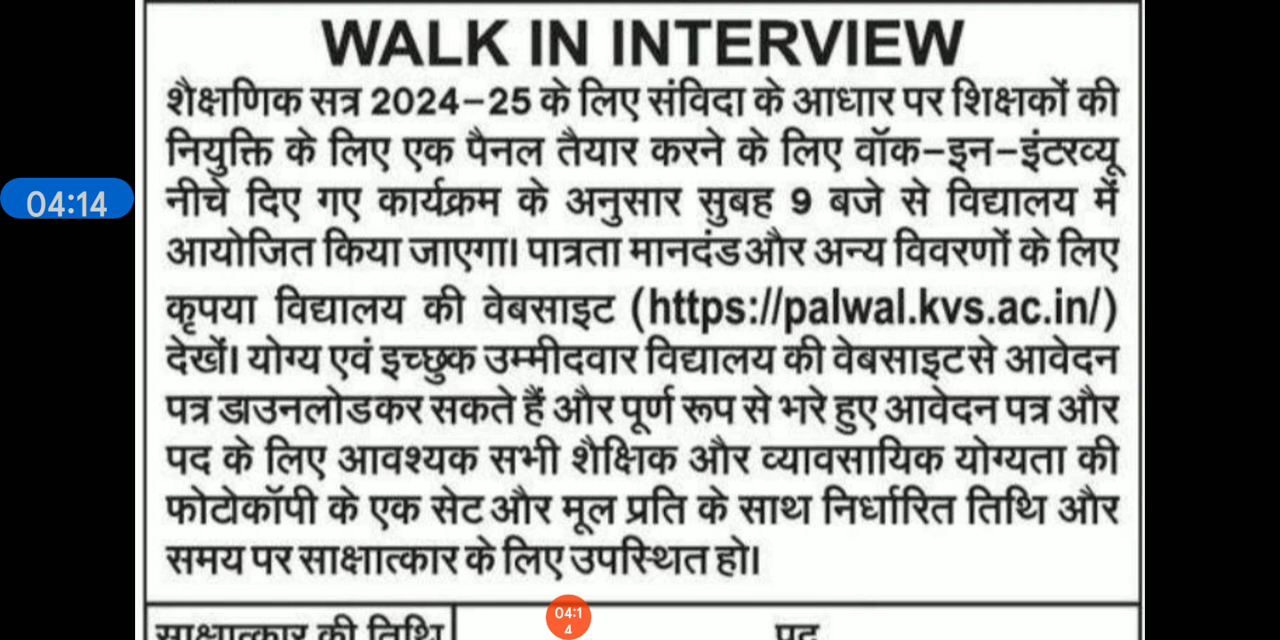 WALK IN INTERVIEW
शैक्षणिक सत्र 2024-25 के लिए संविदा के आधार पर शिक्षकों की
नियुक्ति के लिए एक पैनल तैयार करने के लिए वॉक-इन-इंटरव्यू
04:14
नीचे दिए गए कार्यक्रम के अनुसार सुबह 9 बजे से विद्यालय में
आयोजित किया जाएगा। पात्रता मानदंड और अन्य विवरणों के लिए
कृपया विद्यालय की वेबसाइट (https://palwal.kvs.ac.in/)
देखें। योग्य एवं इच्छुक उम्मीदवार विद्यालय की वेबसाइट से आवेदन
पत्र डाउनलोड कर सकते हैं और पूर्ण रूप से भरे हुए आवेदन पत्र और
पद के लिए आवश्यक सभी शैक्षिक और व्यावसायिक योग्यता की
फोटोकॉपी के एक सेट और मूल प्रति के साथ निर्धारित तिथि और
समय पर साक्षात्कार के लिए उपस्थित हो।
साक्षात्कार की तिथि पद
04:1
4